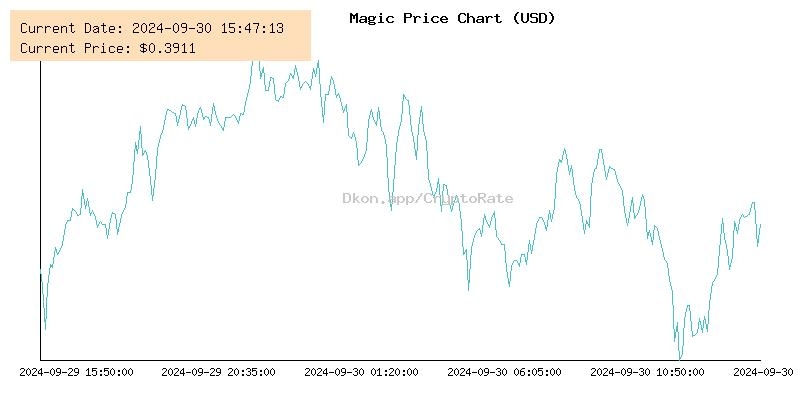 Magic Price Chart (USD)
Current Date: 2024-09-30 15:47:13
Current Price: $0.3911
Dkon.app/CryptoRate
2024-09-29 15:50:00 2024-09-29 20:35:00 2024-09-30 01:20:00 2024-09-30 06:05:00 2024-09-30 10:50:00 2024-09-30